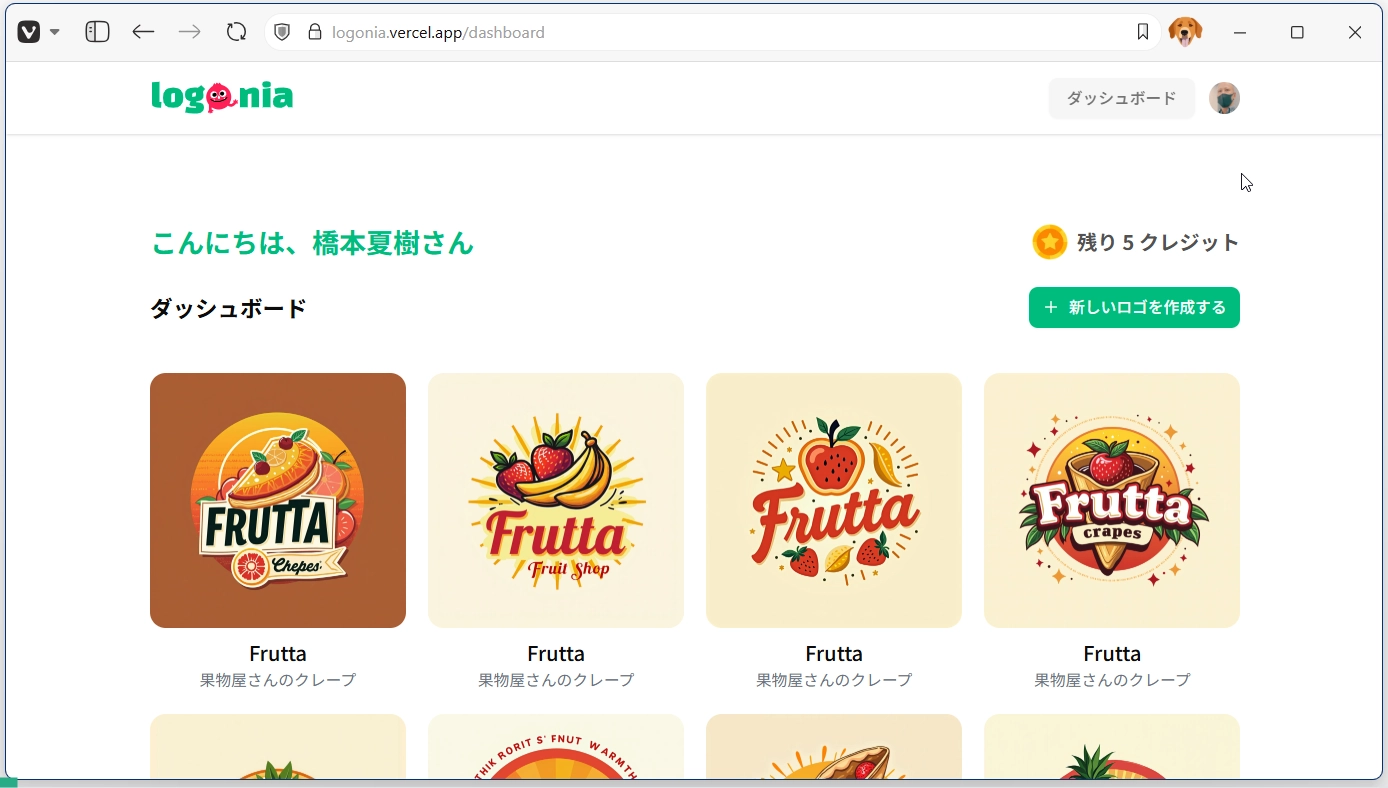 logonia.vercel.app/dashboard
logonia
ダッシュボード
こんにちは、橋本夏樹さん
残り 5 クレジット
ダッシュボード
+ 新しいロゴを作成する
FRUTTA
Chepes
Frutta
Fruit Shop
Frutta
Frutta
crapes
Frutta
果物屋さんのクレープ
Frutta
果物屋さんのクレープ
Frutta
果物屋さんのクレープ
Frutta
果物屋さんのクレープ
THIK RORIT S' FNUT WARMTH